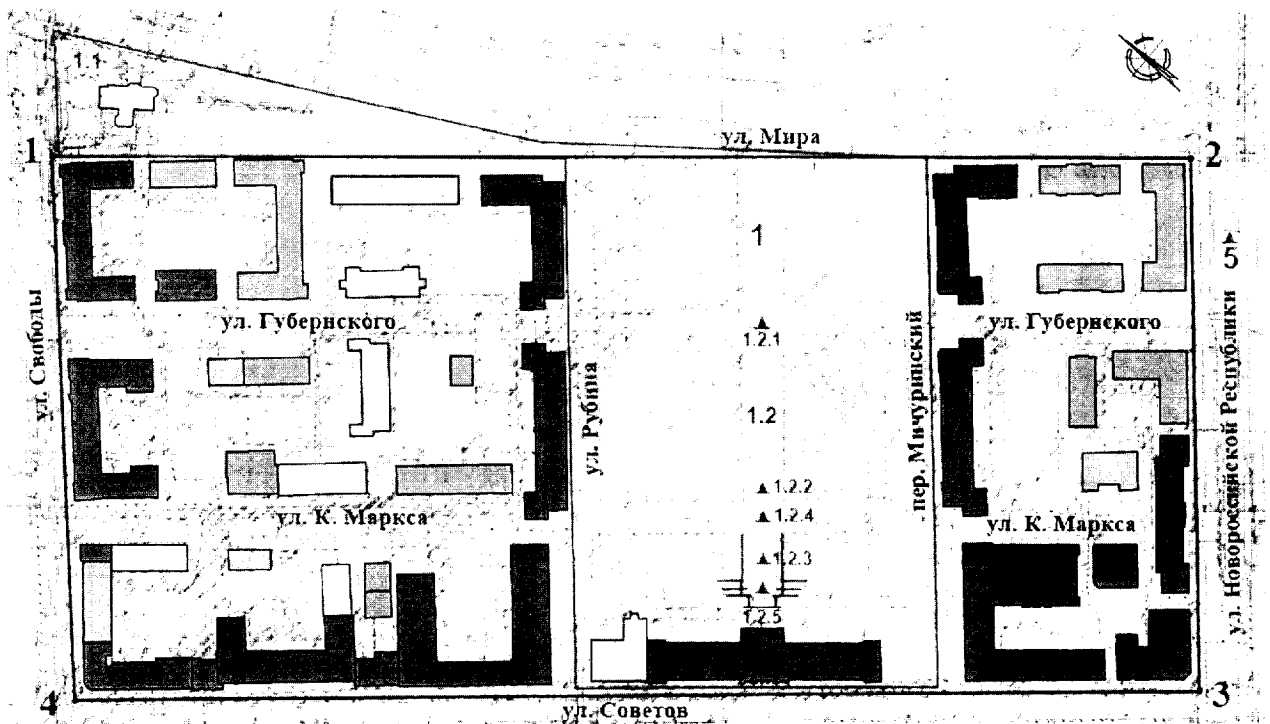 1.1
ул. Мира
1
2
1
5
ул. Свободы
ул. Губернского
1.2.1
пер. Мичуринский
ул. Губернского
ул. Новороссийской Республики
ул. Рубина
1.2
1.2.2
ул. К. Маркса
1.2.4
ул. К. Маркса
1.2.3
1.2.5
4
ул. Советов
3